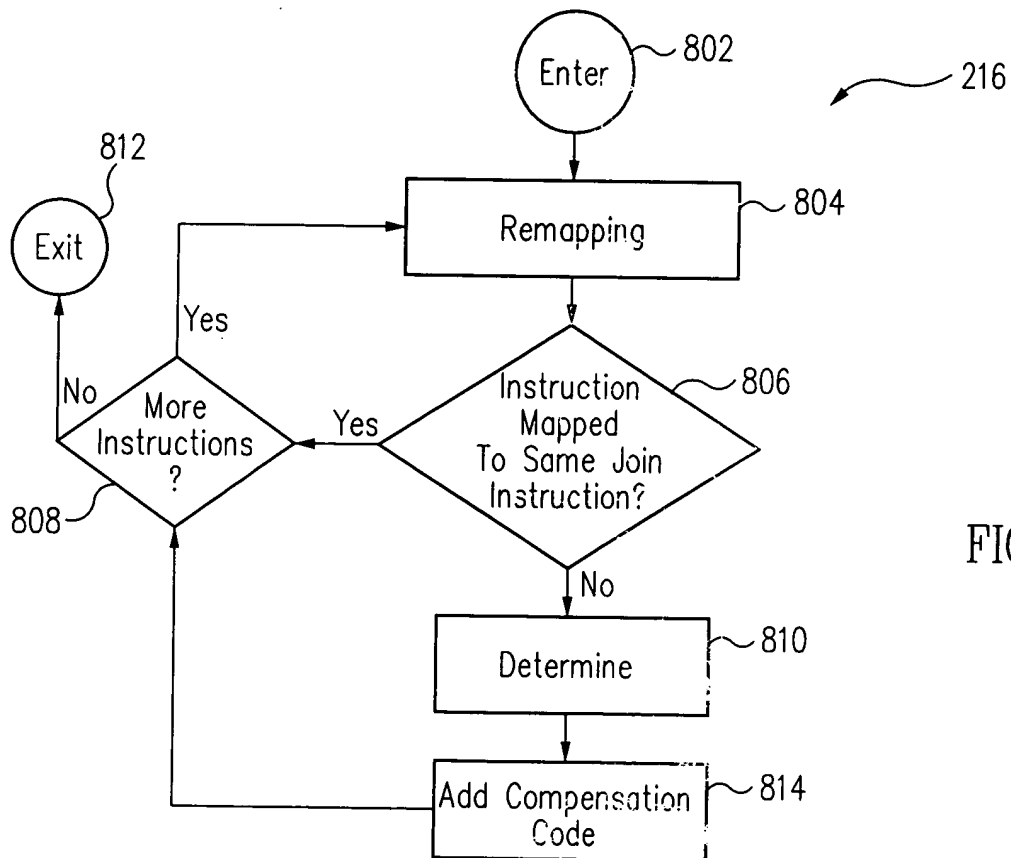 802
Enter
216
812
Exit
804
Remapping
Yes
806
Instruction
Mapped
To Same Join
Instruction?
No
More
Instructions
?
Yes
808
No
810
Determine
814
Add Compensation
Code